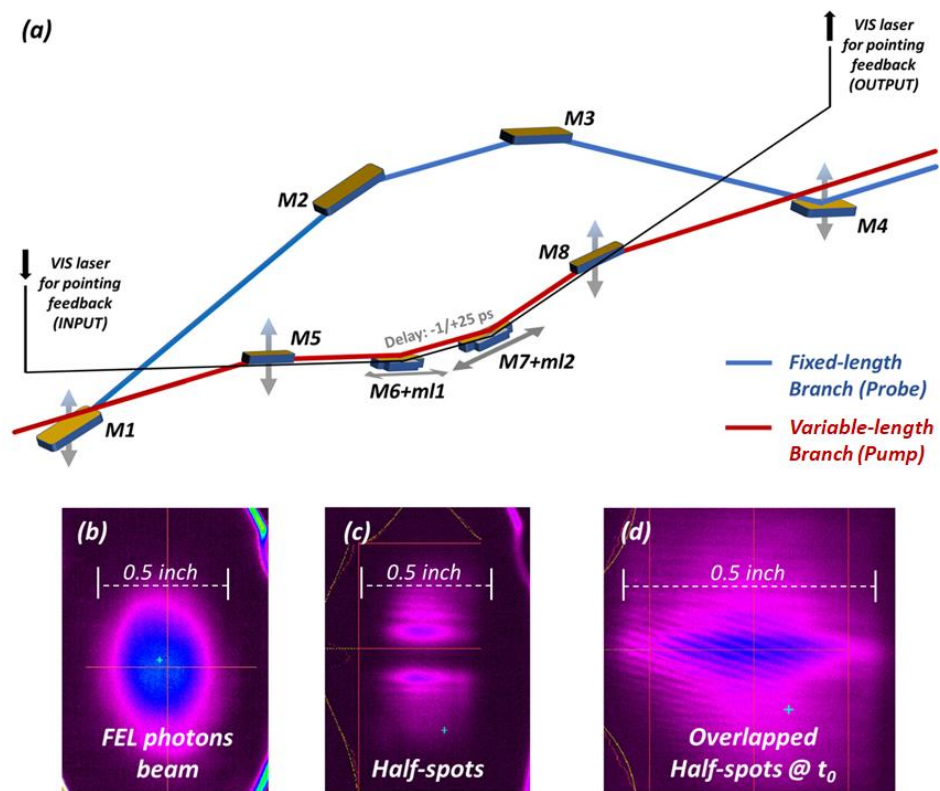 (a)
VIS laser
for pointing
feedback
(OUTPUT)
M3
M2
M4
M8
VIS laser
for pointing
feedback
(INPUT)
M5
Delay: -1/+25 ps
M7+ml2
M6+ml1
M1
Fixed-length
Branch (Probe)
Variable-length
Branch (Pump)
(b)
0.5 inch
FEL photons
beam
(c)
0.5 inch
Half-spots
(d)
0.5 inch
Overlapped
Half-spots @ t0